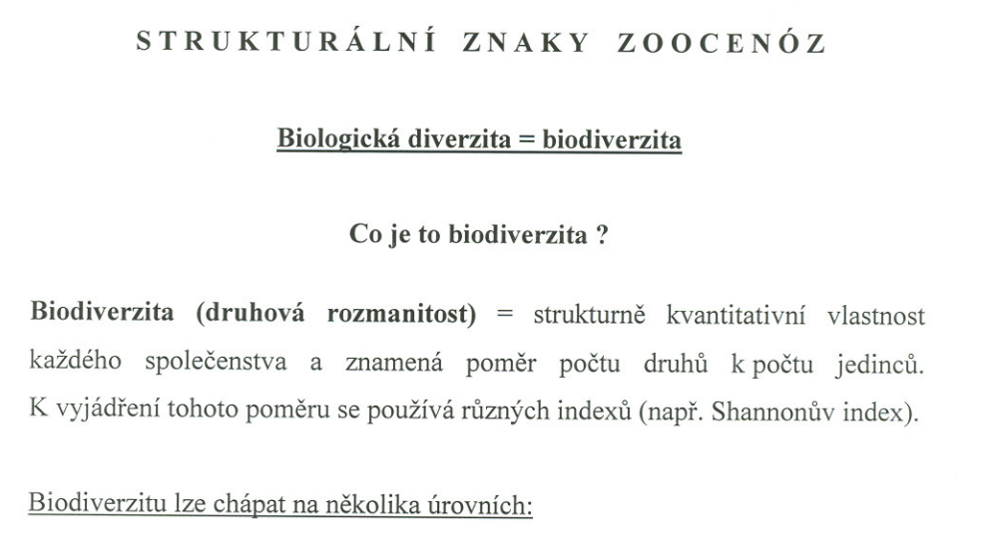 STRUKTURÁLNÍ ZNAKY ZOOCENÓZ
Biologická diverzita = biodiverzita
Co je to biodiverzita ?
Biodiverzita (druhová rozmanitost) = strukturně kvantitativní vlastnost
každého společenstva a znamená poměr počtu druhů k počtu jedinců.
K vyjádření tohoto poměru se používá různých indexů (např. Shannonův index).
Biodiverzitu lze chápat na několika úrovních: